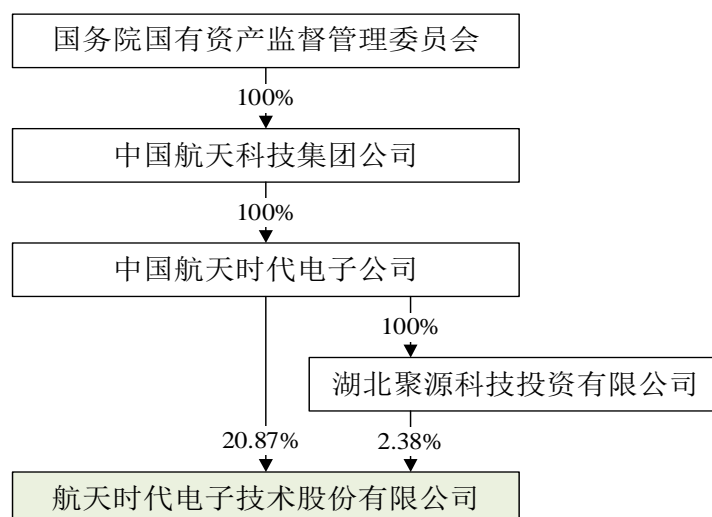 国务院国有资产监督管理委员会
100%
中国航天科技集团公司
100%
中国航天时代电子公司
100%
湖北聚源科技投资有限公司
20.87%
2.38%
航天时代电子技术股份有限公司